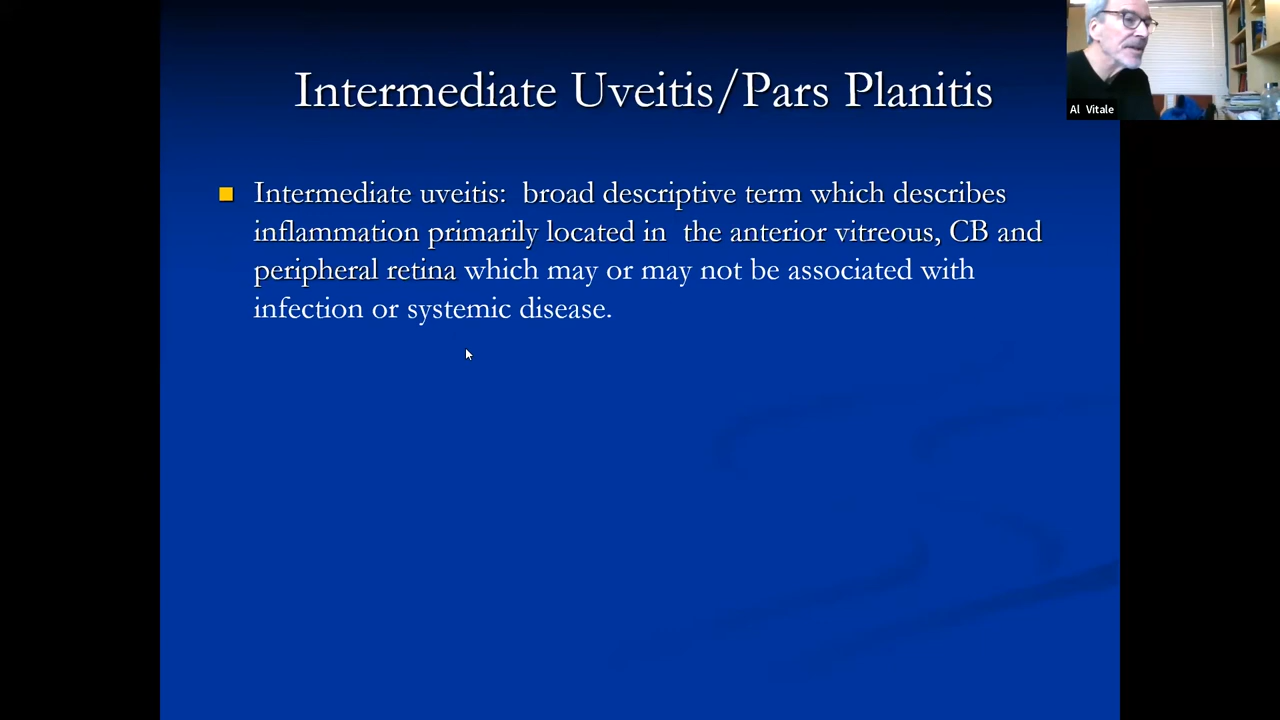 Intermediate Uveitis/Pars Planitis
Al Vitale
Intermediate uveitis:  broad descriptive term which describes
inflammation primarily located in  the anterior vitreous, CB and
peripheral retina which may or may not be associated with
infection or systemic disease.